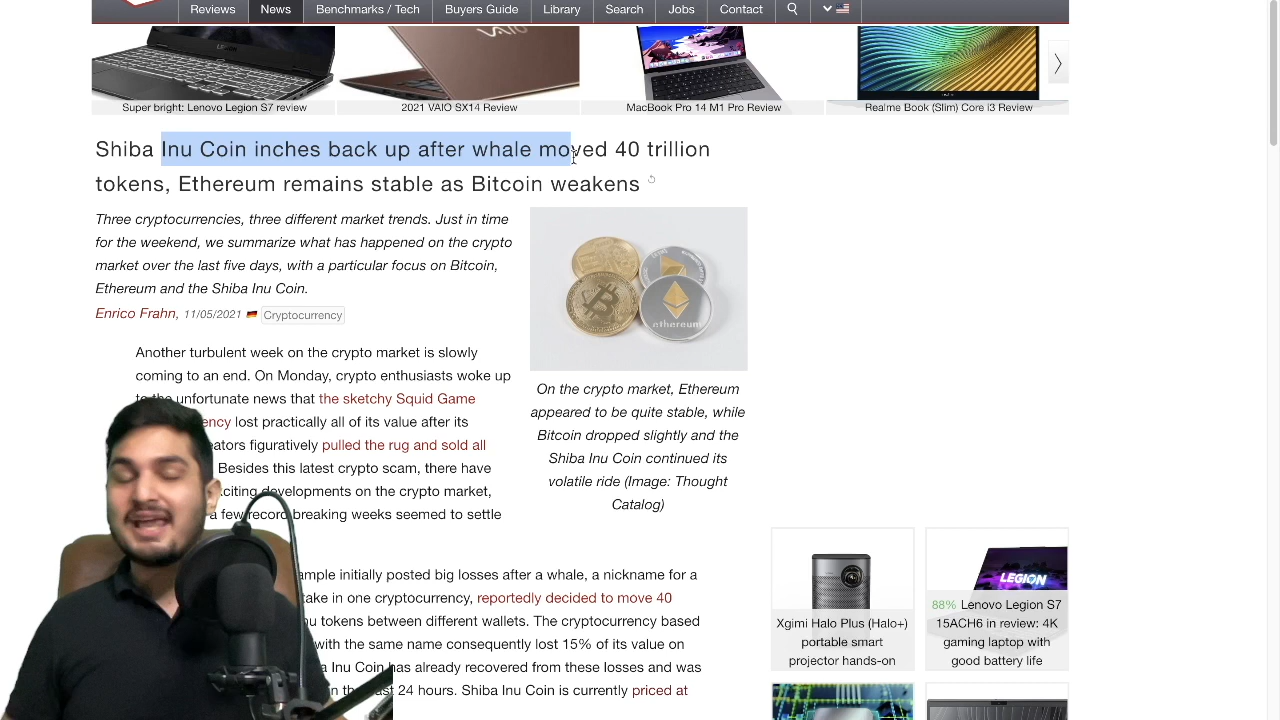 Reviews News Benchmarks / Tech Buyers Guide Library Search Jobs Contact
LEGION
VAIO
Super bright: Lenovo Legion S7 review
2021 VAIO SX14 Review
MacBook Pro 14 M1 Pro Review
Realme Book (Slim) Core i3 Review
Shiba Inu Coin inches back up after whale moved 40 trillion
tokens, Ethereum remains stable as Bitcoin weakens
Three cryptocurrencies, three different market trends. Just in time
for the weekend, we summarize what has happened on the crypto
market over the last five days, with a particular focus on Bitcoin,
Ethereum and the Shiba Inu Coin.
Enrico Frahn, 11/05/2021 Cryptocurrency
ethereum
On the crypto market, Ethereum
appeared to be quite stable, while
Bitcoin dropped slightly and the
Shiba Inu Coin continued its
volatile ride (Image: Thought
Catalog)
Another turbulent week on the crypto market is slowly
coming to an end. On Monday, crypto enthusiasts woke up
to the unfortunate news that the sketchy Squid Game
ency lost practically all of its value after its
ators figuratively pulled the rug and sold all
Besides this latest crypto scam, there have
citing developments on the crypto market,
a few record breaking weeks seemed to settle
ample initially posted big losses after a whale, a nickname for a
take in one cryptocurrency, reportedly decided to move 40
u tokens between different wallets. The cryptocurrency based
with the same name consequently lost 15% of its value on
a Inu Coin has already recovered from these losses and was
in the last 24 hours. Shiba Inu Coin is currently priced at
Xgimi Halo Plus (Halo+)
portable smart
projector hands-on
LEGION
88% Lenovo Legion S7
15ACH6 in review: 4K
gaming laptop with
good battery life